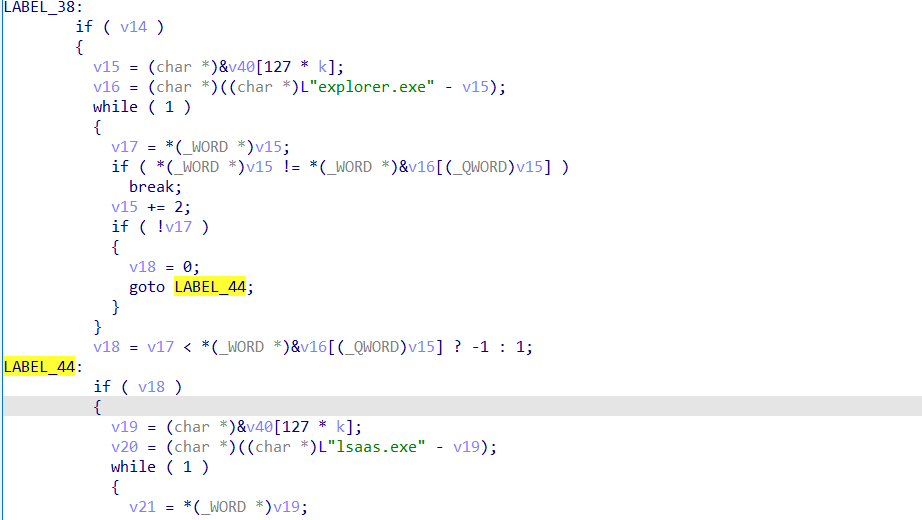 LABEL_38:
if ( v14 )
{
v15 = (char *)&v40[127 * k];
v16 = (char *)((char *)L"explorer.exe" - v15);
while ( 1 )
{
v17 = *(_WORD *)v15;
if ( *(_WORD *)v15 != *(_WORD *)&v16[(_QWORD)v15] )
break;
v15 += 2;
if ( !v17 )
{
v18 = 0;
goto LABEL_44;
}
}
v18 = v17 < *(_WORD *)&v16[(_QWORD)v15] ? -1 : 1;
LABEL_44:
if ( v18 )
{
v19 = (char *)&v40[127 * k];
v20 = (char *)((char *)L"lsaas.exe" - v19);
while ( 1 )
{
v21 = *(_WORD *)v19;